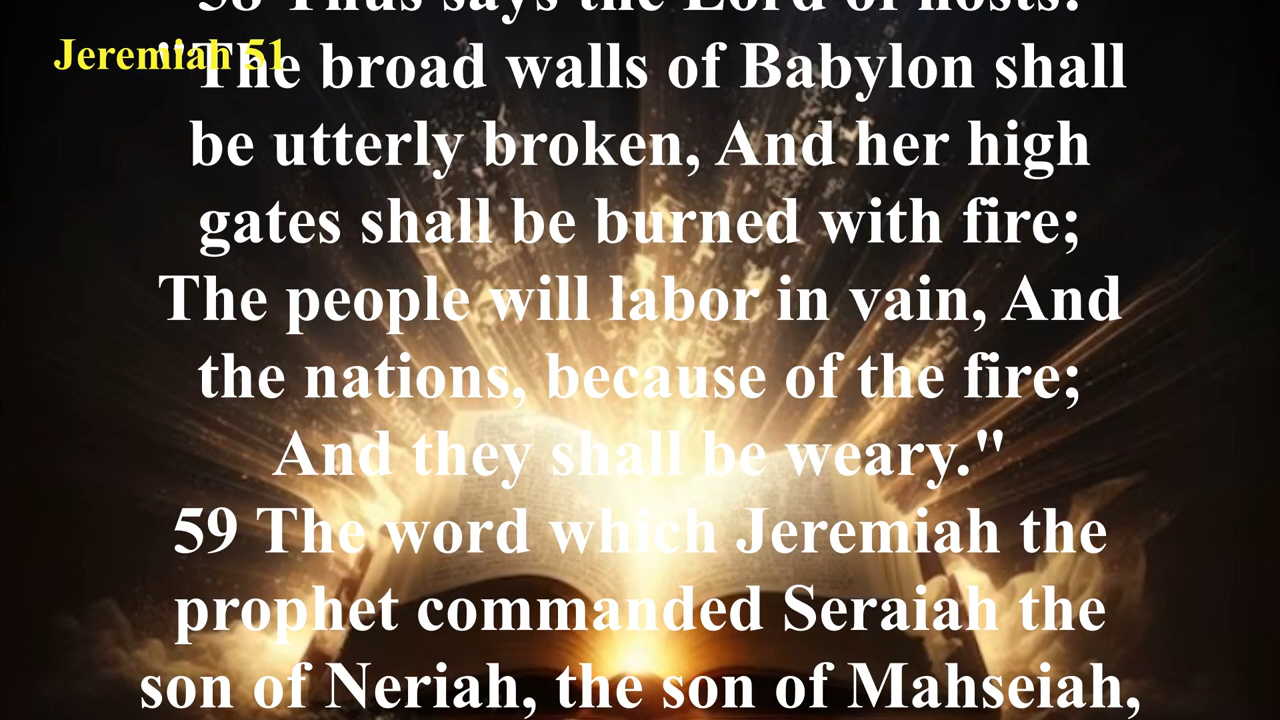 58 Thus says the Lord of hosts:
Jeremiah 51
"The broad walls of Babylon shall
be utterly broken, And her high
gates shall be burned with fire;
The people will labor in vain, And
the nations, because of the fire;
And they shall be weary."
59 The word which Jeremiah the
prophet commanded Seraiah the
son of Neriah, the son of Mahseiah,